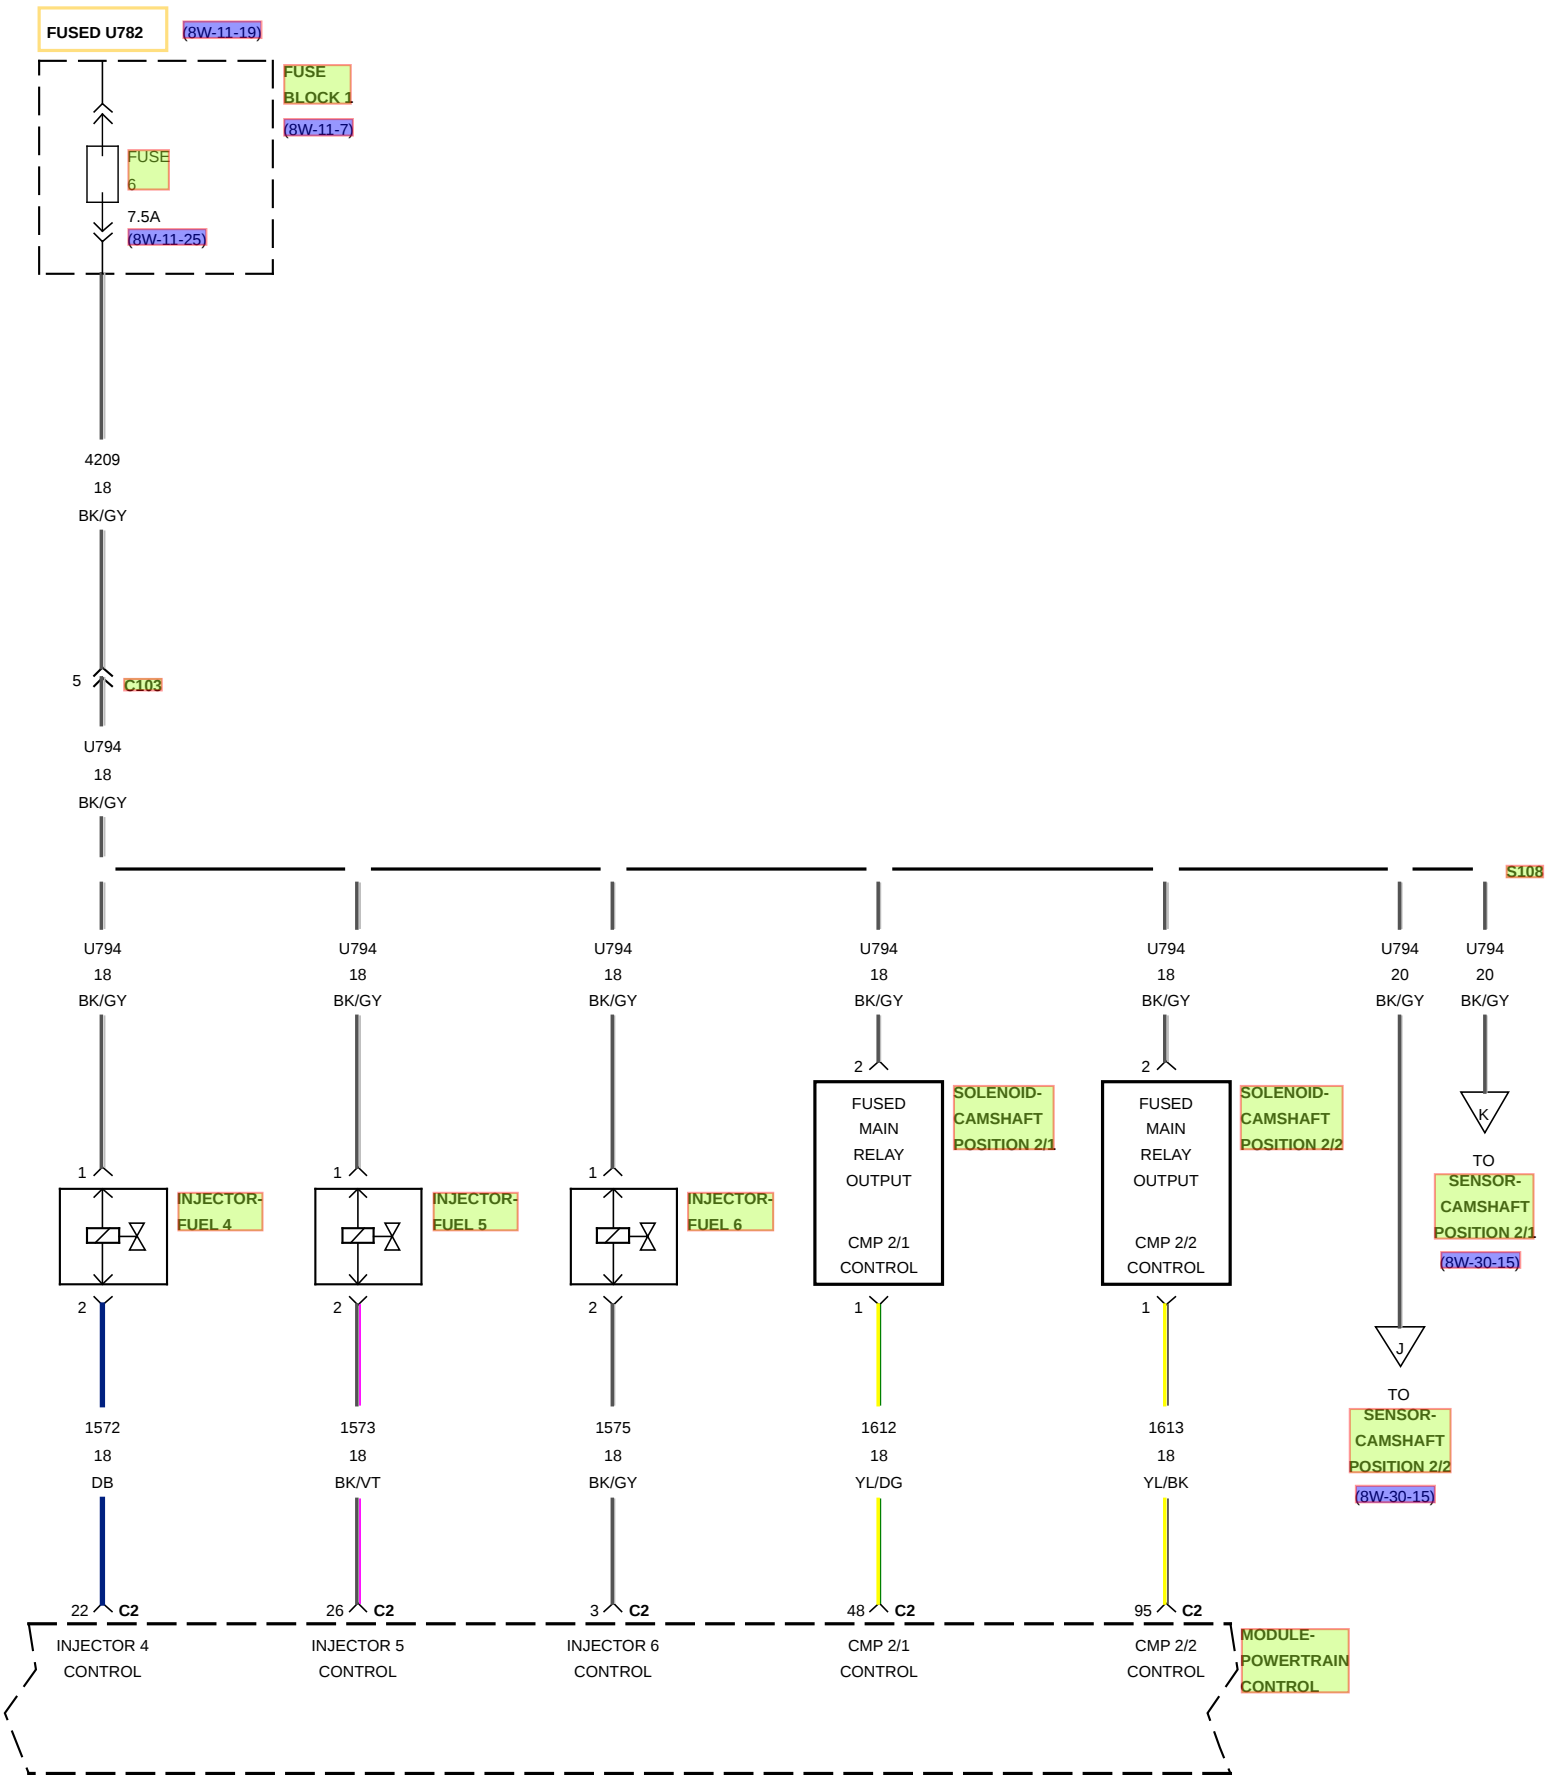 FUSED U782
(8W-11-19)
FUSE
BLOCK 1
(8W-11-7)
FUSE
6
7.5A
(8W-11-25)
4209
18
BK/GY
5
C103
U794
18
BK/GY
S108
U794 U794 U794 U794 U794 U794 U794
18 18 18 18 18 20 20
BK/GY BK/GY BK/GY BK/GY BK/GY BK/GY BK/GY
2 2
FUSED
MAIN
RELAY
OUTPUT
CMP 2/1
CONTROL
SOLENOID-
CAMSHAFT
POSITION 2/1
FUSED
MAIN
RELAY
OUTPUT
CMP 2/2
CONTROL
SOLENOID-
CAMSHAFT
POSITION 2/2
K
TO
SENSOR-
CAMSHAFT
POSITION 2/1
(8W-30-15)
1 1 1
INJECTOR-
FUEL 4
INJECTOR-
FUEL 5
INJECTOR-
FUEL 6
2 2 2 1 1
J
TO
SENSOR-
CAMSHAFT
POSITION 2/2
(8W-30-15)
1572 1573 1575 1612 1613
18 18 18 18 18
DB BK/VT BK/GY YL/DG YL/BK
22 C2 26 C2 3 C2 48 C2 95 C2
INJECTOR 4
CONTROL
INJECTOR 5
CONTROL
INJECTOR 6
CONTROL
CMP 2/1
CONTROL
CMP 2/2
CONTROL
MODULE-
POWERTRAIN
CONTROL